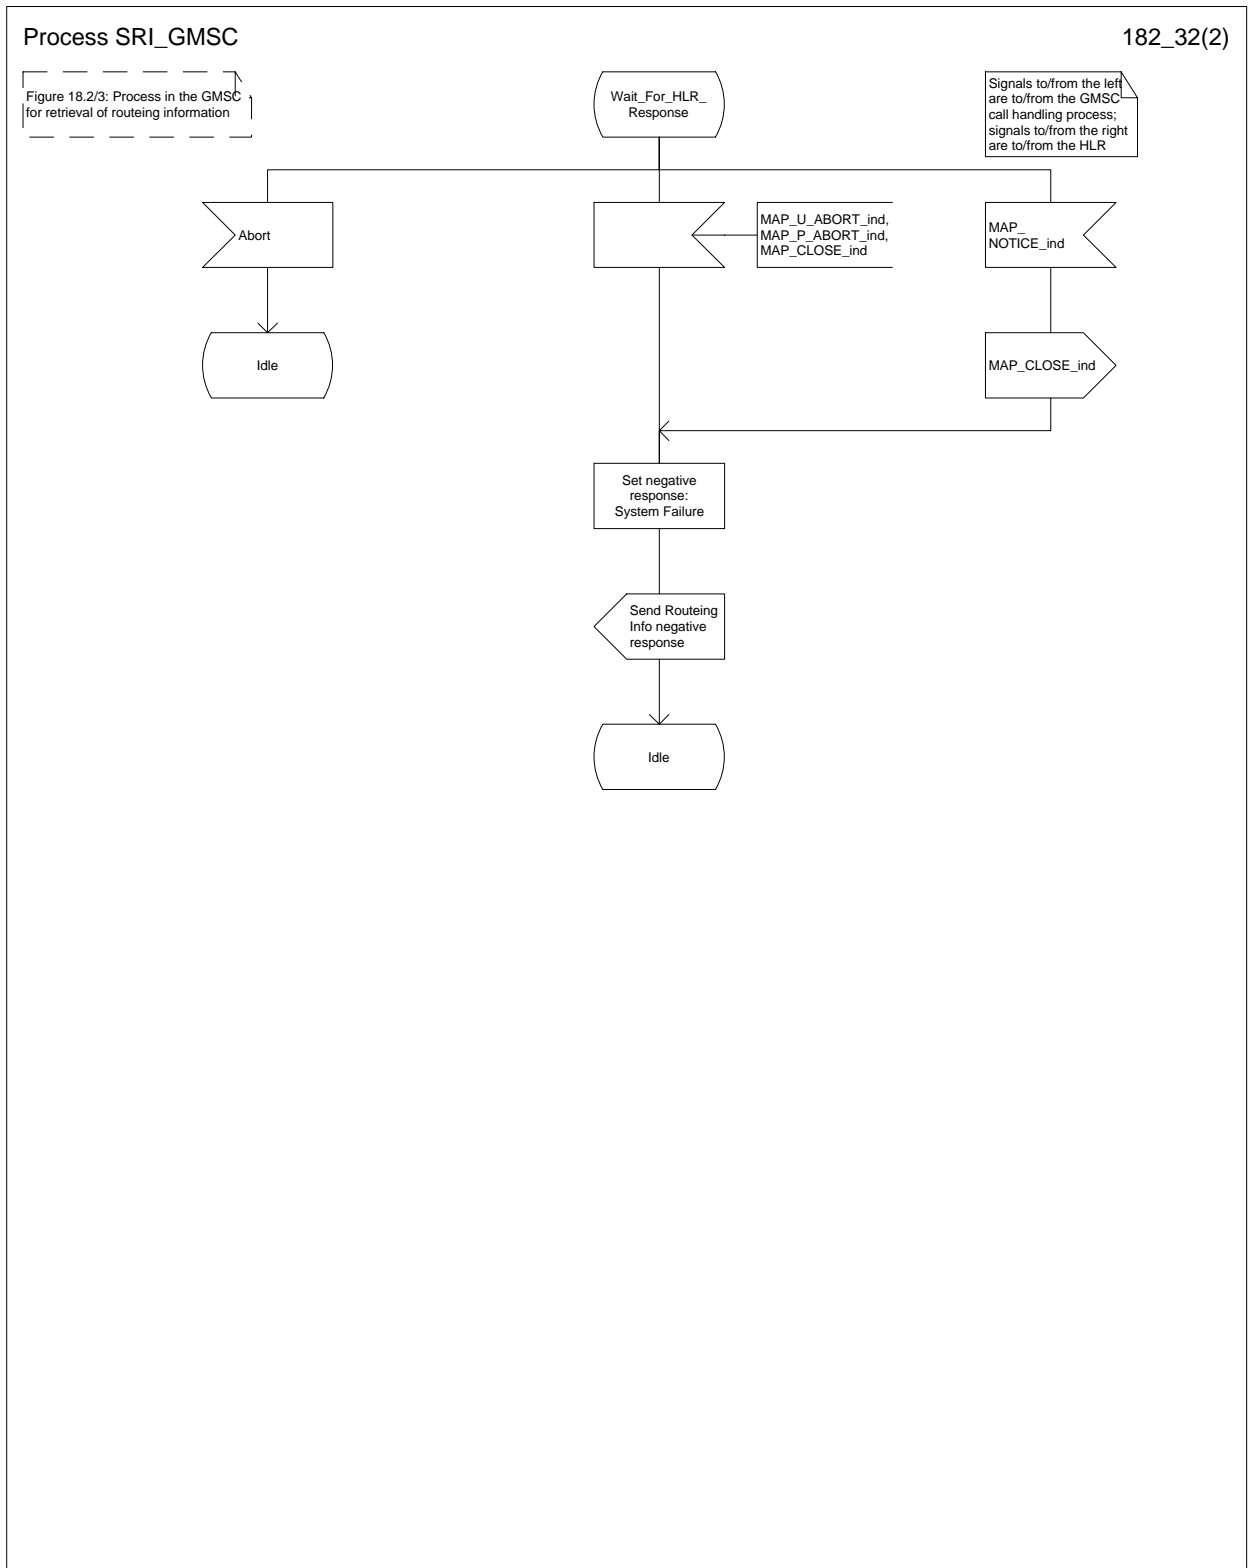 Process SRI_GMSC
182_32(2)
Figure 18.2/3: Process in the GMSC
for retrieval of routeing information
Wait_For_HLR_
Response
Signals to/from the left
are to/from the GMSC
call handling process;
signals to/from the right
are to/from the HLR
Abort
MAP_U_ABORT_ind,
MAP_P_ABORT_ind,
MAP_CLOSE_ind
MAP_
NOTICE_ind
Idle
MAP_CLOSE_ind
Set negative
response:
System Failure
Send Routeing
Info negative
response
Idle